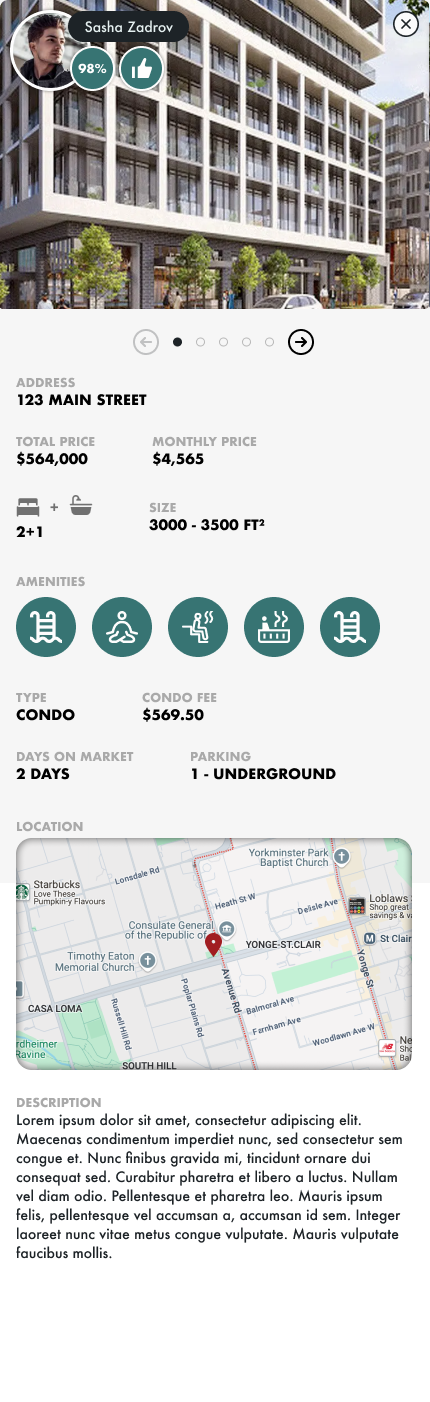 Sasha Zadrov
98%
ADDRESS
123 MAIN STREET
TOTAL PRICE
$564,000
MONTHLY PRICE
$4,565
+
2+1
SIZE
3000 - 3500 FT²
AMENITIES
TYPE
CONDO
CONDO FEE
$569.50
DAYS ON MARKET
2 DAYS
PARKING
1 - UNDERGROUND
LOCATION
Yorkminster Park
Baptist Church
Starbucks
Love These
Pumpkin-y Flavours
Lonsdale Rd
Heath St W
Delisle Ave
Loblaws
Shop great
savings & va
Consulate General
of the Republic of
YONGE-ST.CLAIR
M St Clair
Timothy Eaton
Memorial Church
Avenue Rd
Yonge St
CASA LOMA
Russell Hill Rd
Poplar Plains Rd
Balmoral Ave
Farnham Ave
Woodlawn Ave W
rdheimer
Ravine
SOUTH HILL
Ne
Sho
Bal
DESCRIPTION
Lorem ipsum dolor sit amet, consectetur adipiscing elit.
Maecenas condimentum imperdiet nunc, sed consectetur sem
congue et. Nunc finibus gravida mi, tincidunt ornare dui
consequat sed. Curabitur pharetra et libero a luctus. Nullam
vel diam odio. Pellentesque et pharetra leo. Mauris ipsum
felis, pellentesque vel accumsan a, accumsan id sem. Integer
laoreet nunc vitae metus congue vulputate. Mauris vulputate
faucibus mollis.